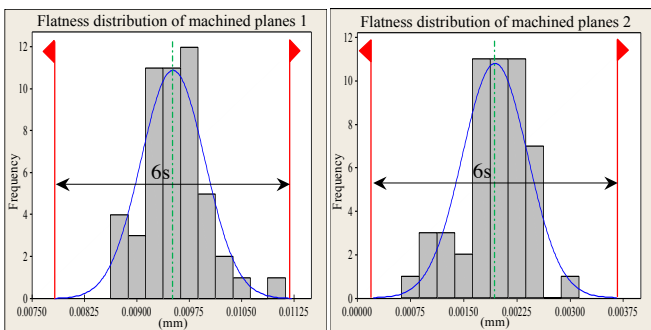 Flatness distribution of machined planes 1
12
10
8
6
4
2
0
Frequency
6s
0.00750 0.00825 0.00900 0.00975 0.01050 0.01125
(mm)
Flatness distribution of machined planes 2
12
10
8
6
4
2
0
Frequency
6s
0.00000 0.00075 0.00150 0.00225 0.00300 0.00375
(mm)